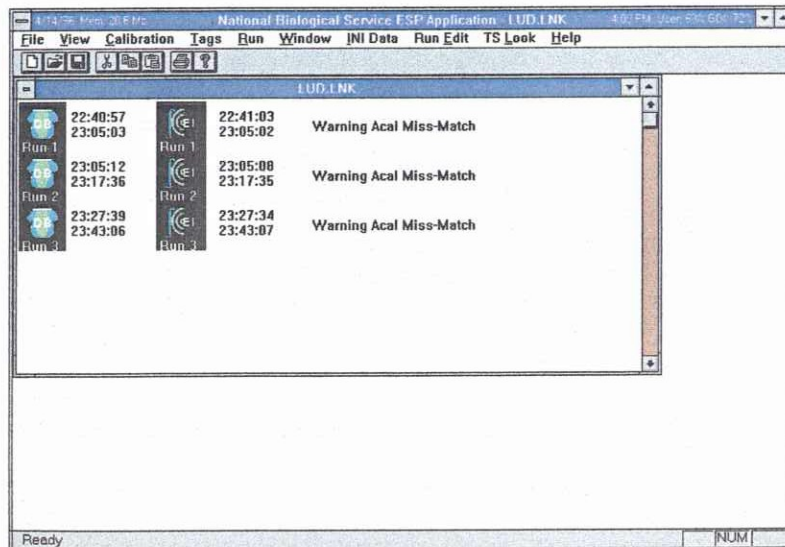 National Biological Service ESP Application - LUD.LNK
File View Calibration Tags Run Window INI Data Run Edit TS Look Help
LUD.LNK
22:40:57 22:41:03
23:05:03 23:05:02 Warning Acal Miss-Match
Run 1 Run 1
23:05:12 23:05:08
23:17:36 23:17:35 Warning Acal Miss-Match
Run 2 Run 2
23:27:39 23:27:34
23:43:06 23:43:07 Warning Acal Miss-Match
Run 3 Run 3
Ready NUM